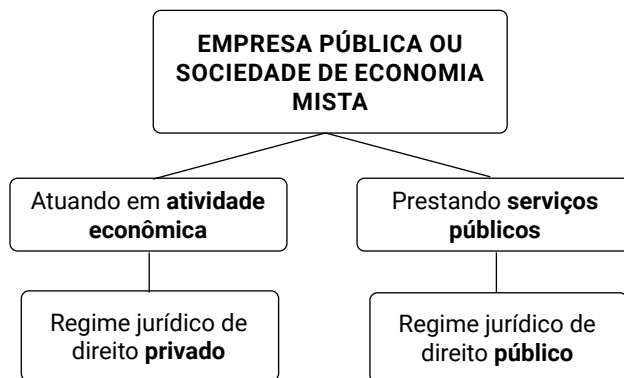 EMPRESA PÚBLICA OU
SOCIEDADE DE ECONOMIA
MISTA
Atuando em atividade
econômica
Prestando serviços
públicos
Regime jurídico de
direito privado
Regime jurídico de
direito público